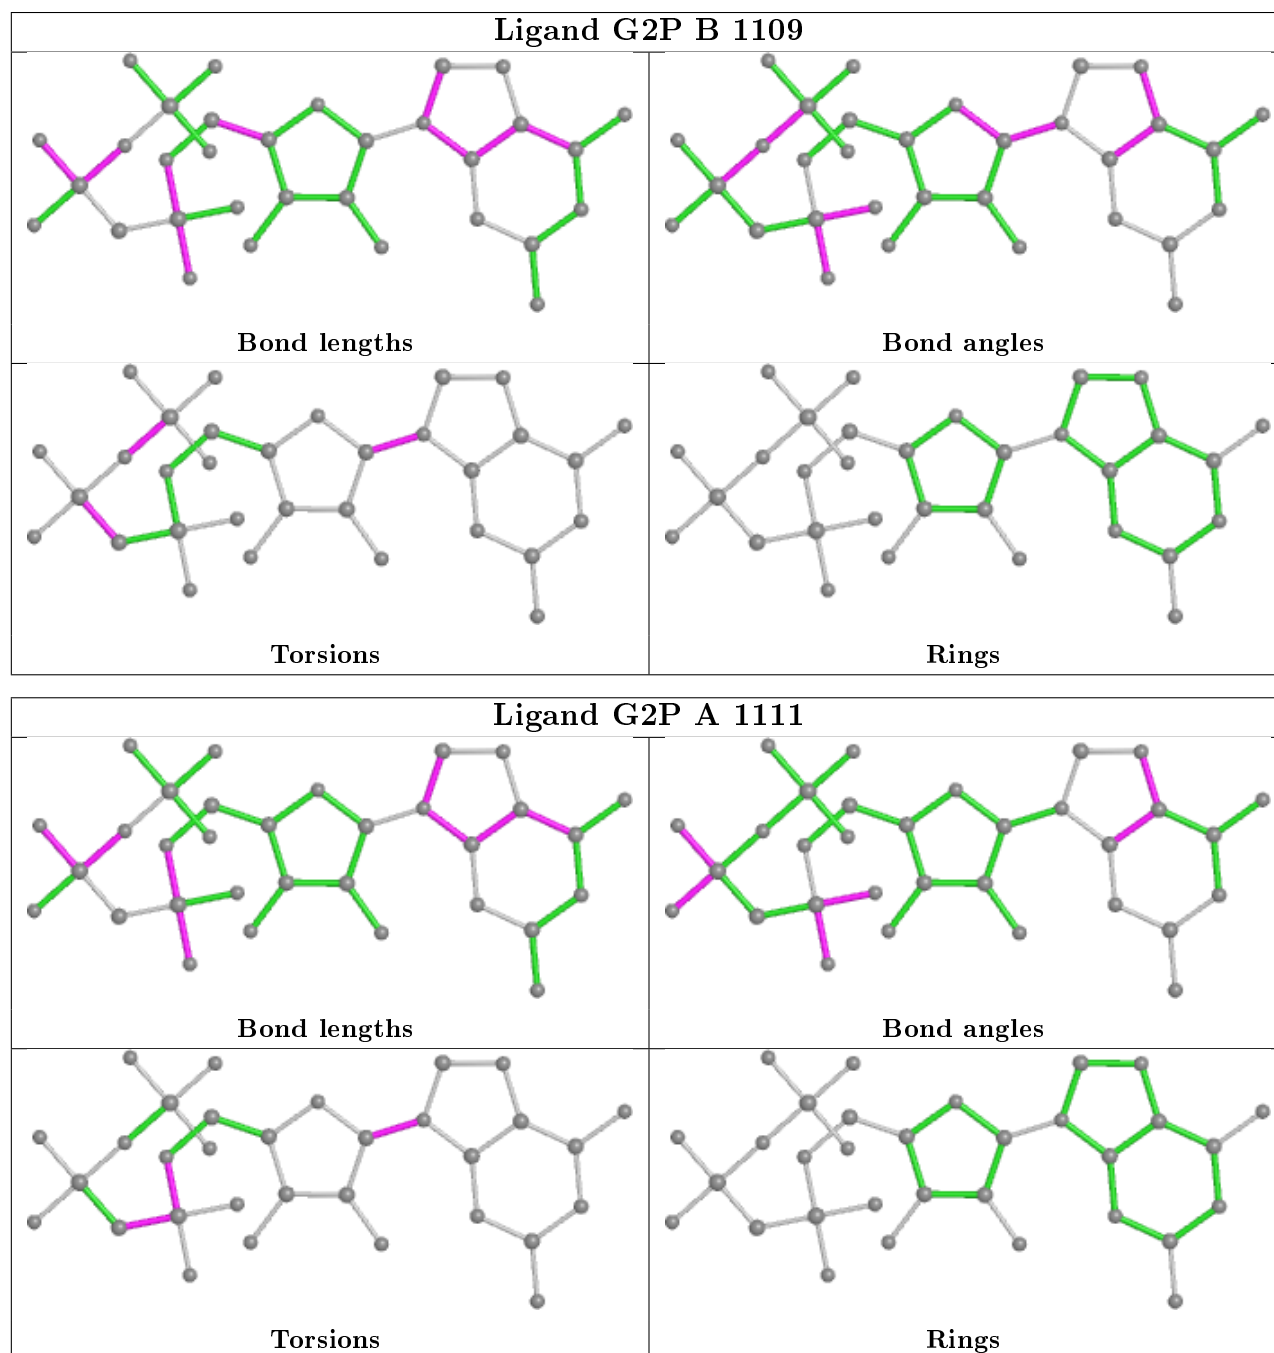 Ligand G2P B 1109
Bond lengths
Bond angles
Torsions
Rings
Ligand G2P A 1111
Bond lengths
Bond angles
Torsions
Rings